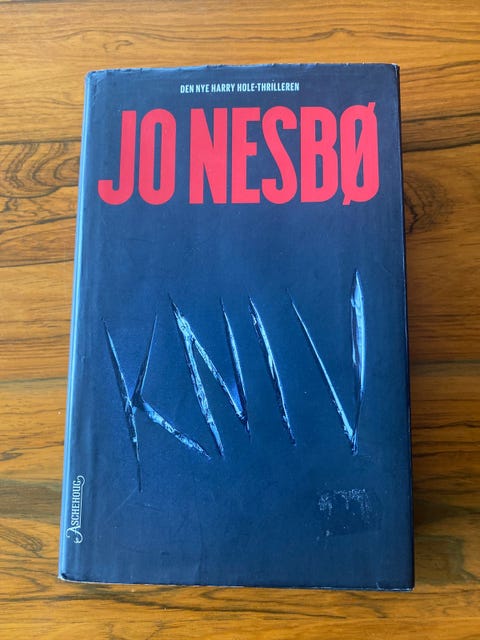 DEN NYE HARRY HOLE-THRILLEREN
JO NESBØ
KNIV
ASCHEHOUG